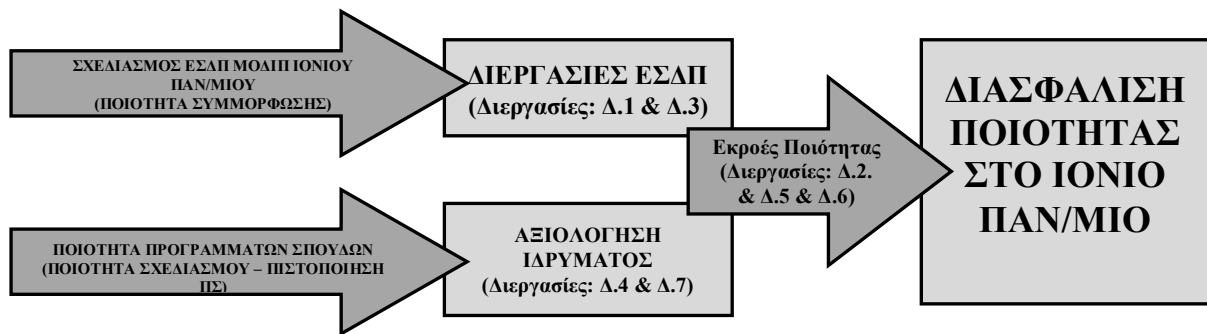 ΣΧΕΔΙΑΣΜΟΣ ΕΣΔΠ ΜΟΔΙΠ ΙΟΝΙΟΥ
ΠΑΝ/ΜΙΟΥ
(ΠΟΙΟΤΗΤΑ ΣΥΜΜΟΡΦΩΣΗΣ)
ΔΙΕΡΓΑΣΙΕΣ ΕΣΔΠ
(Διεργασίες: Δ.1 & Δ.3)
ΠΟΙΟΤΗΤΑ ΠΡΟΓΡΑΜΜΑΤΩΝ ΣΠΟΥΔΩΝ
(ΠΟΙΟΤΗΤΑ ΣΧΕΔΙΑΣΜΟΥ – ΠΙΣΤΟΠΟΙΗΣΗ
ΠΣ)
ΑΞΙΟΛΟΓΗΣΗ
ΙΔΡΥΜΑΤΟΣ
(Διεργασίες: Δ.4 & Δ.7)
Εκροές Ποιότητας
(Διεργασίες: Δ.2.
& Δ.5 & Δ.6)
ΔΙΑΣΦΑΛΙΣΗ
ΠΟΙΟΤΗΤΑΣ
ΣΤΟ ΙΟΝΙΟ
ΠΑΝ/ΜΙΟ